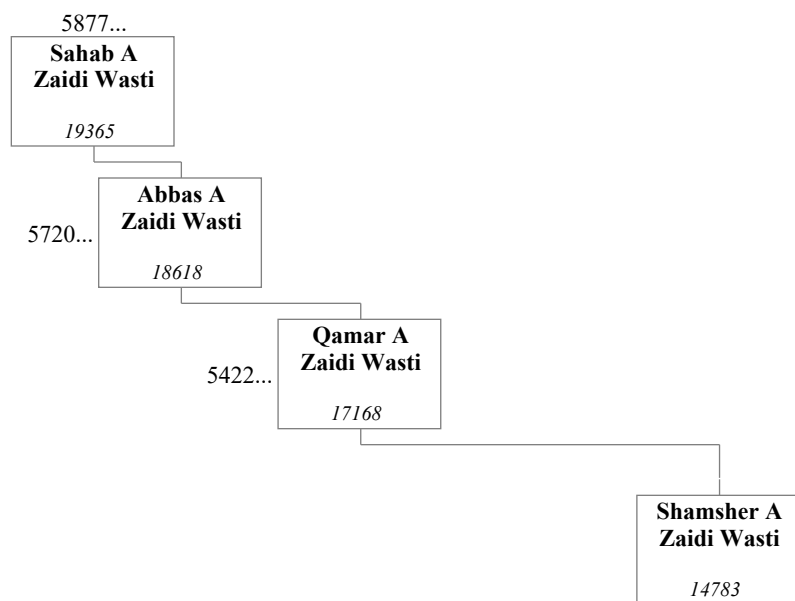 5877...
Sahab A
Zaidi Wasti
19365
Abbas A
Zaidi Wasti
5720...
18618
Qamar A
Zaidi Wasti
5422...
17168
Shamsher A
Zaidi Wasti
14783